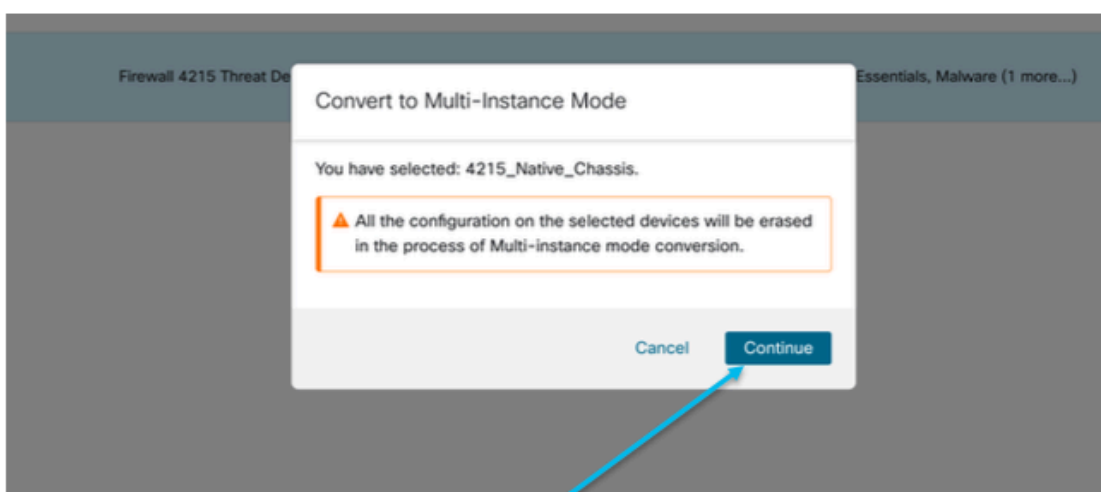 Firewall 4215 Threat De
Essentials, Malware (1 more...)
Convert to Multi-Instance Mode
You have selected: 4215_Native_Chassis.
All the configuration on the selected devices will be erased
in the process of Multi-instance mode conversion.
Cancel
Continue